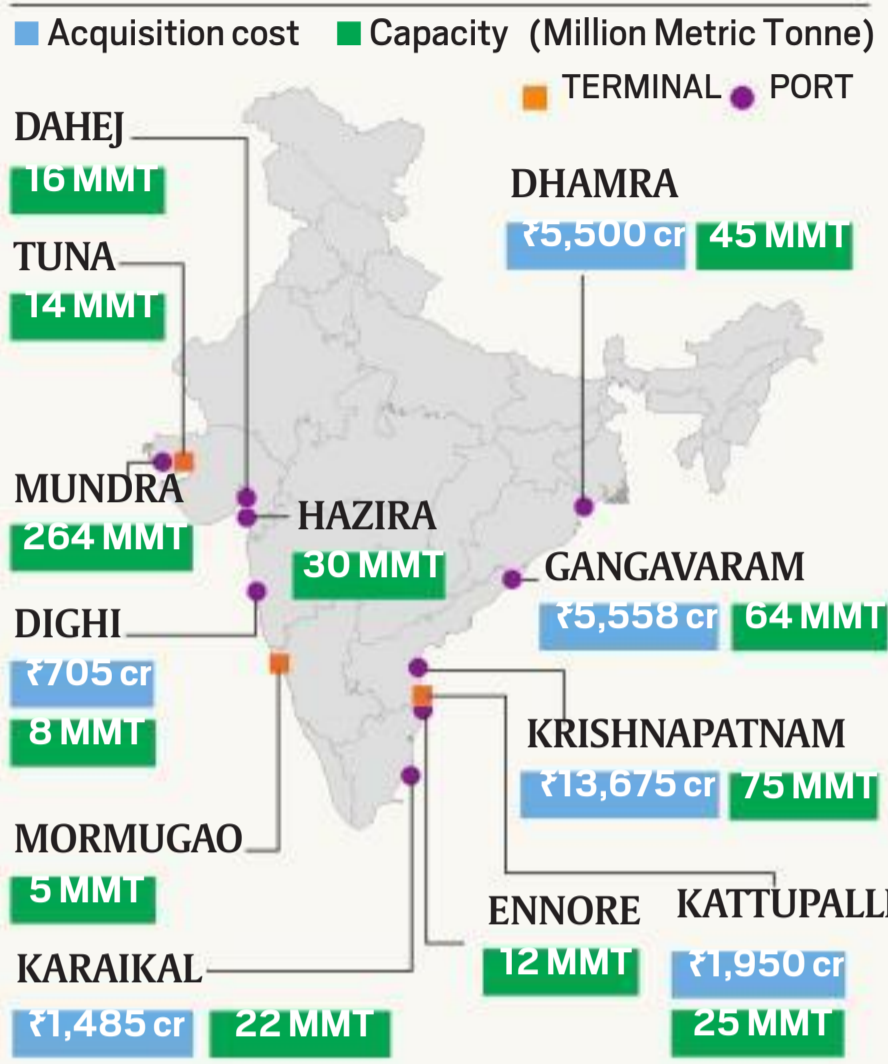 Acquisition cost Capacity (Million Metric Tonne)
TERMINAL PORT
DAHEJ
16 MMT
TUNA
14 MMT
DHAMRA
₹5,500 cr 45 MMT
MUNDRA
264 MMT
HAZIRA
30 MMT
GANGAVARAM
₹5,558 cr 64 MMT
DIGHI
₹705 cr
8 MMT
KRISHNAPATNAM
₹13,675 cr 75 MMT
MORMUGAO
5 MMT
ENNORE
12 MMT
KATTUPALLI
₹1,950 cr
25 MMT
KARAIKAL
₹1,485 cr 22 MMT